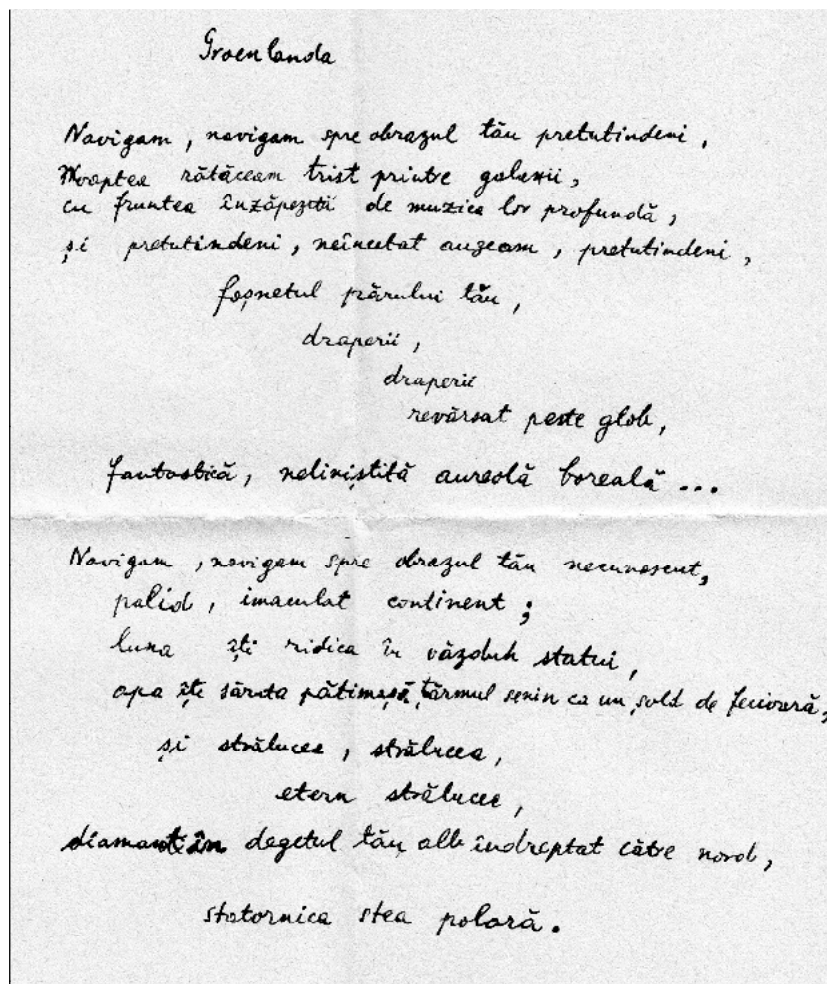 Groenlanda
Navigam, navigam spre obrazul tău pretutindeni,
Noaptea rătăceam trist printre galaxii,
cu fruntea înzăpezită de muzica lor profundă,
și pretutindeni, neîncetat auzeam, pretutindeni,
foșnetul părului tău,
draperii,
draperii
revărsat peste glob,
fantastică, neliniștită aureolă boreală...
Navigam, navigam spre obrazul tău necunoscut,
palid, imaculat continent;
luna îți ridica în văzduh statui,
apa îți săruta pătimașă, țărmul senin ca un șold de fecioară,
și strălucea, strălucea,
etern strălucea,
diamant în degetul tău alb îndreptat către nord,
statornica stea polară.